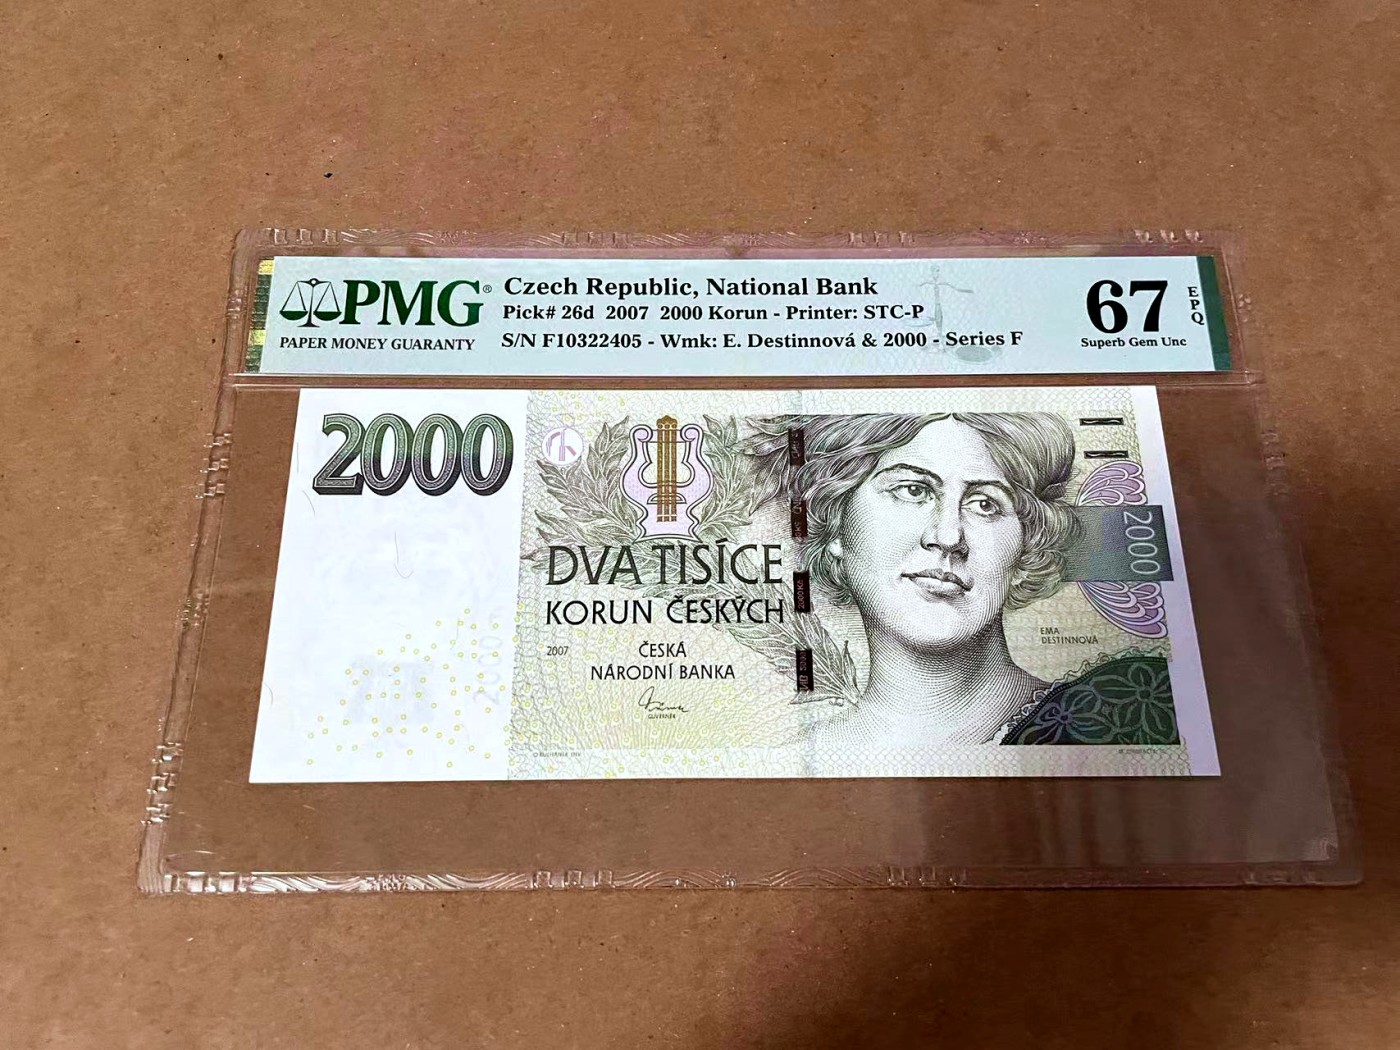 PMG®
PAPER MONEY GUARANTY
Czech Republic, National Bank
Pick# 26d 2007 2000 Korun - Printer: STC-P
S/N F10322405 - Wmk: E. Destinnová & 2000 - Series F
67
EPQ
Superb Gem Unc
2000
DVA TISÍCE
KORUN ČESKÝCH
2007
ČESKÁ
NÁRODNÍ BANKA
GUVERNÉR
EMA
DESTINNOVÁ
2000